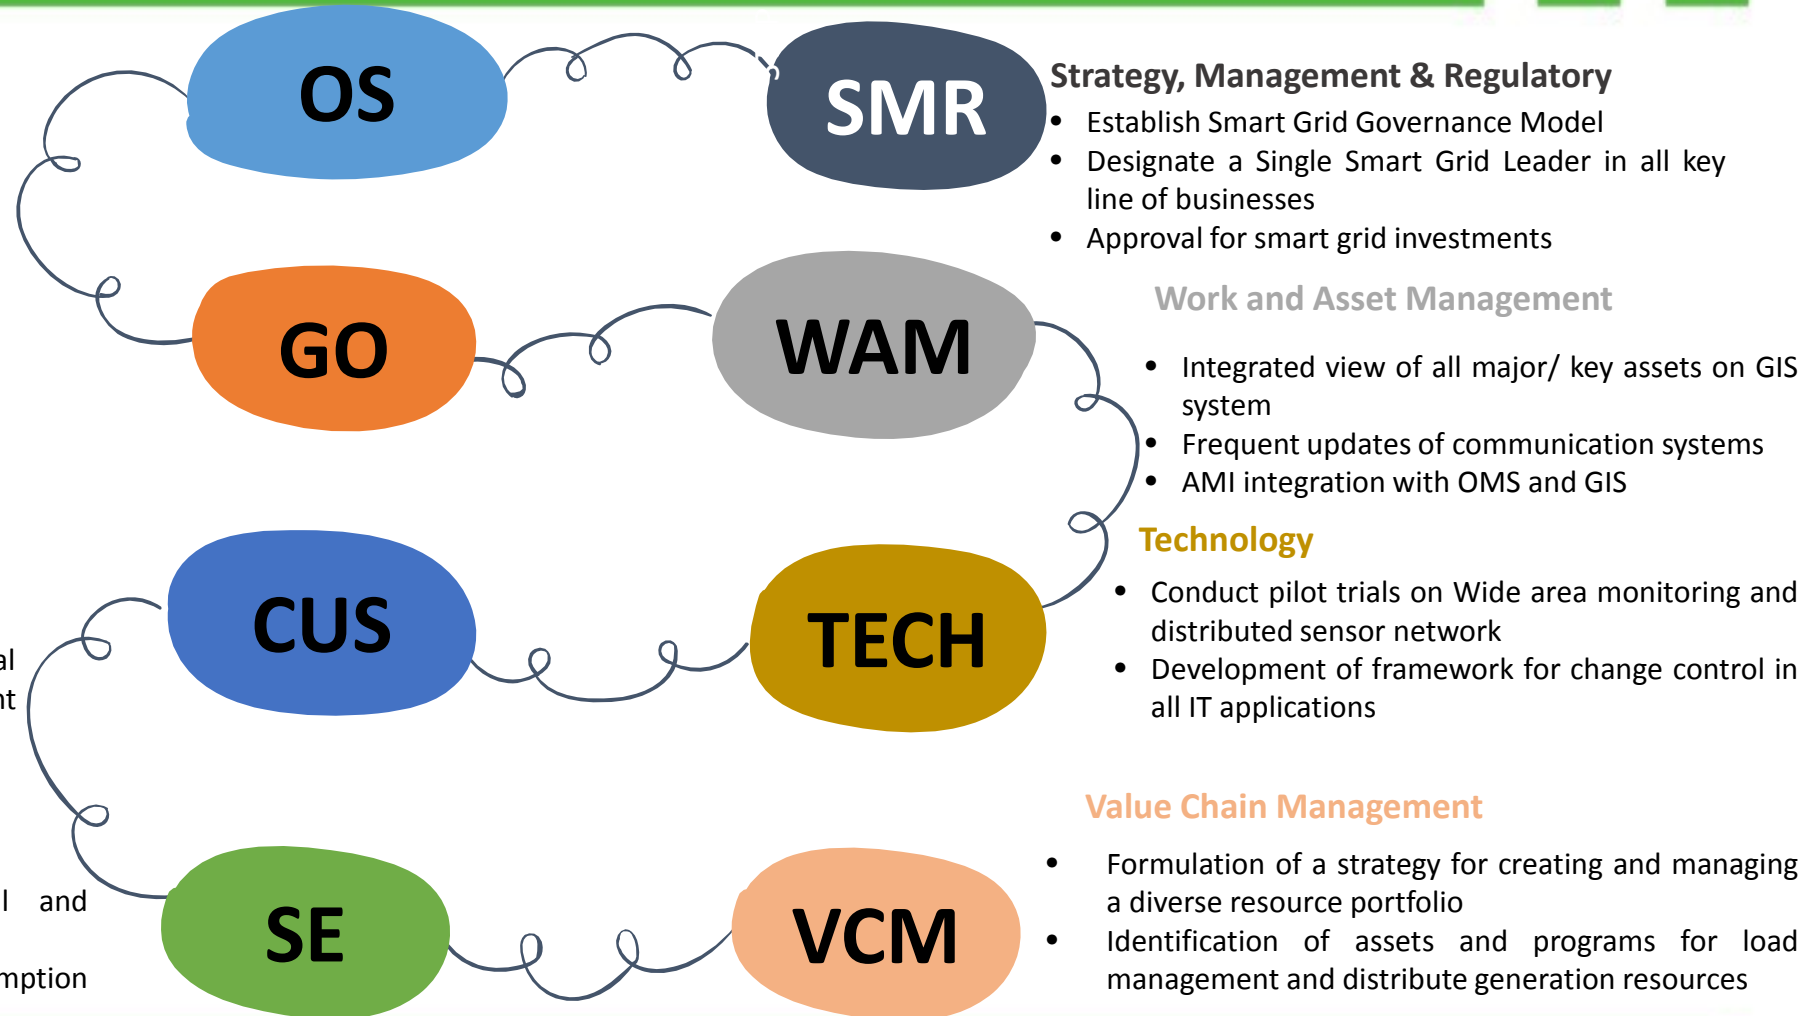 OS
SMR
Strategy, Management & Regulatory
• Establish Smart Grid Governance Model
• Designate a Single Smart Grid Leader in all key
line of businesses
• Approval for smart grid investments
GO
WAM
Work and Asset Management
• Integrated view of all major/ key assets on GIS
system
• Frequent updates of communication systems
• AMI integration with OMS and GIS
CUS
TECH
Technology
• Conduct pilot trials on Wide area monitoring and
distributed sensor network
• Development of framework for change control in
all IT applications
SE
VCM
Value Chain Management
• Formulation of a strategy for creating and managing
a diverse resource portfolio
• Identification of assets and programs for load
management and distribute generation resources
and